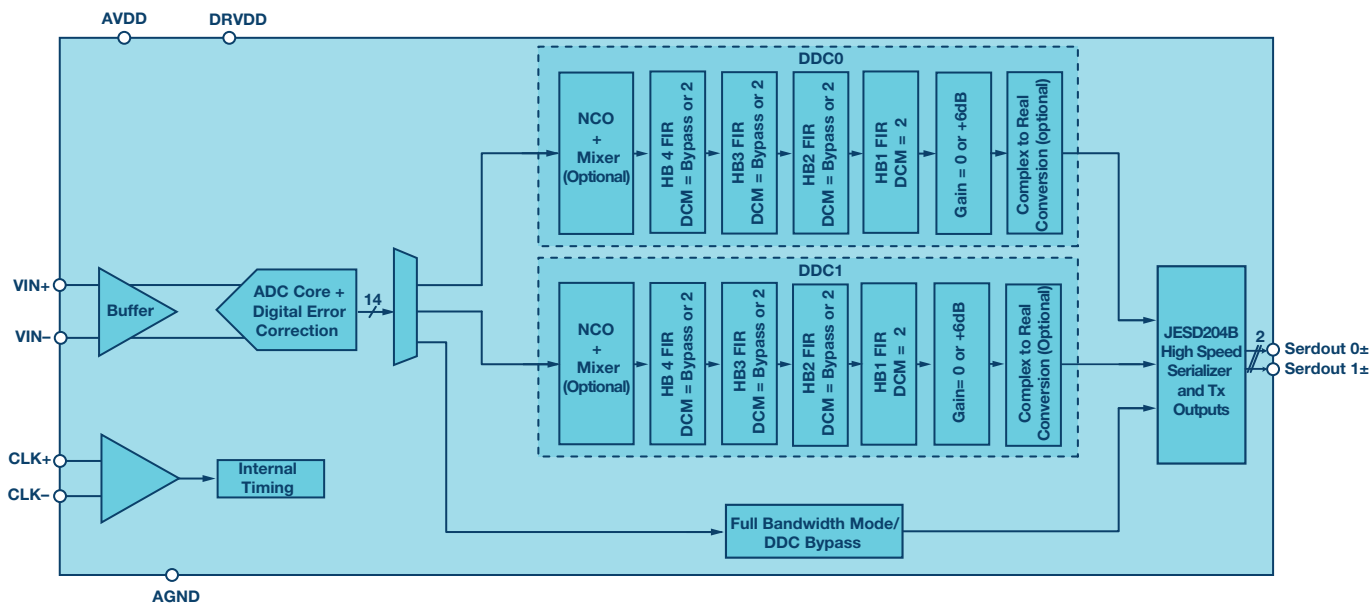 AVDD
DRVDD
DDC0
NCO
+
Mixer
(Optional)
HB 4 FIR
DCM = Bypass or 2
HB3 FIR
DCM = Bypass or 2
HB2 FIR
DCM = Bypass or 2
HB1 FIR
DCM = 2
Gain = 0 or +6dB
Complex to Real
Conversion (optional)
VIN+
VIN–
Buffer
ADC Core +
Digital Error
Correction
14
DDC1
NCO
+
Mixer
(Optional)
HB 4 FIR
DCM = Bypass or 2
HB3 FIR
DCM = Bypass or 2
HB2 FIR
DCM = Bypass or 2
HB1 FIR
DCM = 2
Gain= 0 or +6dB
Complex to Real
Conversion (Optional)
JESD204B
High Speed
Serializer
and Tx
Outputs
2
Serdout 0±
Serdout 1±
CLK+
CLK–
Internal
Timing
Full Bandwidth Mode/
DDC Bypass
AGND